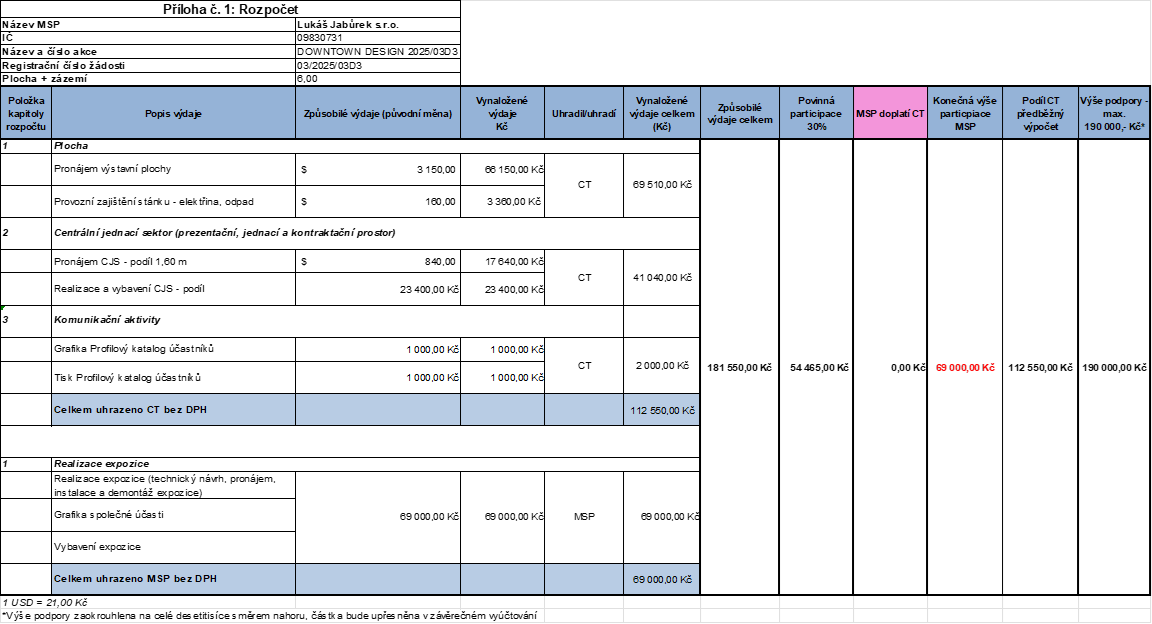 Příloha č. 1: Rozpočet
Název MSP Lukáš Jabůrek s.r.o.
IČ 09830731
Název a číslo akce DOWNTOWN DESIGN 2025/03D3
Registrační číslo žádosti 03/2025/03D3
Plocha + zázemí 6,00
Položka kapitoly rozpočtu Popis výdaje Způsobilé výdaje (původní měna) Vynaložené výdaje Kč Uhradil/uhradí Vynaložené výdaje celkem (Kč) Způsobilé výdaje celkem Povinná participace 30% MSP doplatí CT Konečná výše particpiace MSP Podíl CT předběžný výpočet Výše podpory - max. 190 000,- Kč*
1 Plocha
Pronájem výstavní plochy $ 3 150,00 66 150,00 Kč
CT 69 510,00 Kč
Provozní zajištění stánku - elektřina, odpad $ 160,00 3 360,00 Kč
2 Centrální jednací sektor (prezentační, jednací a kontraktační prostor)
Pronájem CJS - podíl 1,60 m $ 840,00 17 640,00 Kč
CT 41 040,00 Kč
Realizace a vybavení CJS - podíl 23 400,00 Kč 23 400,00 Kč
3 Komunikační aktivity
Grafika Profilový katalog účastníků 1 000,00 Kč 1 000,00 Kč
CT 2 000,00 Kč 181 550,00 Kč 54 465,00 Kč 0,00 Kč 69 000,00 Kč 112 550,00 Kč 190 000,00 Kč
Tisk Profilový katalog účastníků 1 000,00 Kč 1 000,00 Kč
Celkem uhrazeno CT bez DPH 112 550,00 Kč
1 Realizace expozice
Realizace expozice (technický návrh, pronájem,
instalace a demontáž expozice)
Grafika společné účasti 69 000,00 Kč 69 000,00 Kč MSP 69 000,00 Kč
Vybavení expozice
Celkem uhrazeno MSP bez DPH 69 000,00 Kč
1 USD = 21,00 Kč
*Výše podpory zaokrouhlena na celé desetitisíce směrem nahoru, částka bude upřesněna v závěrečném vyúčtování